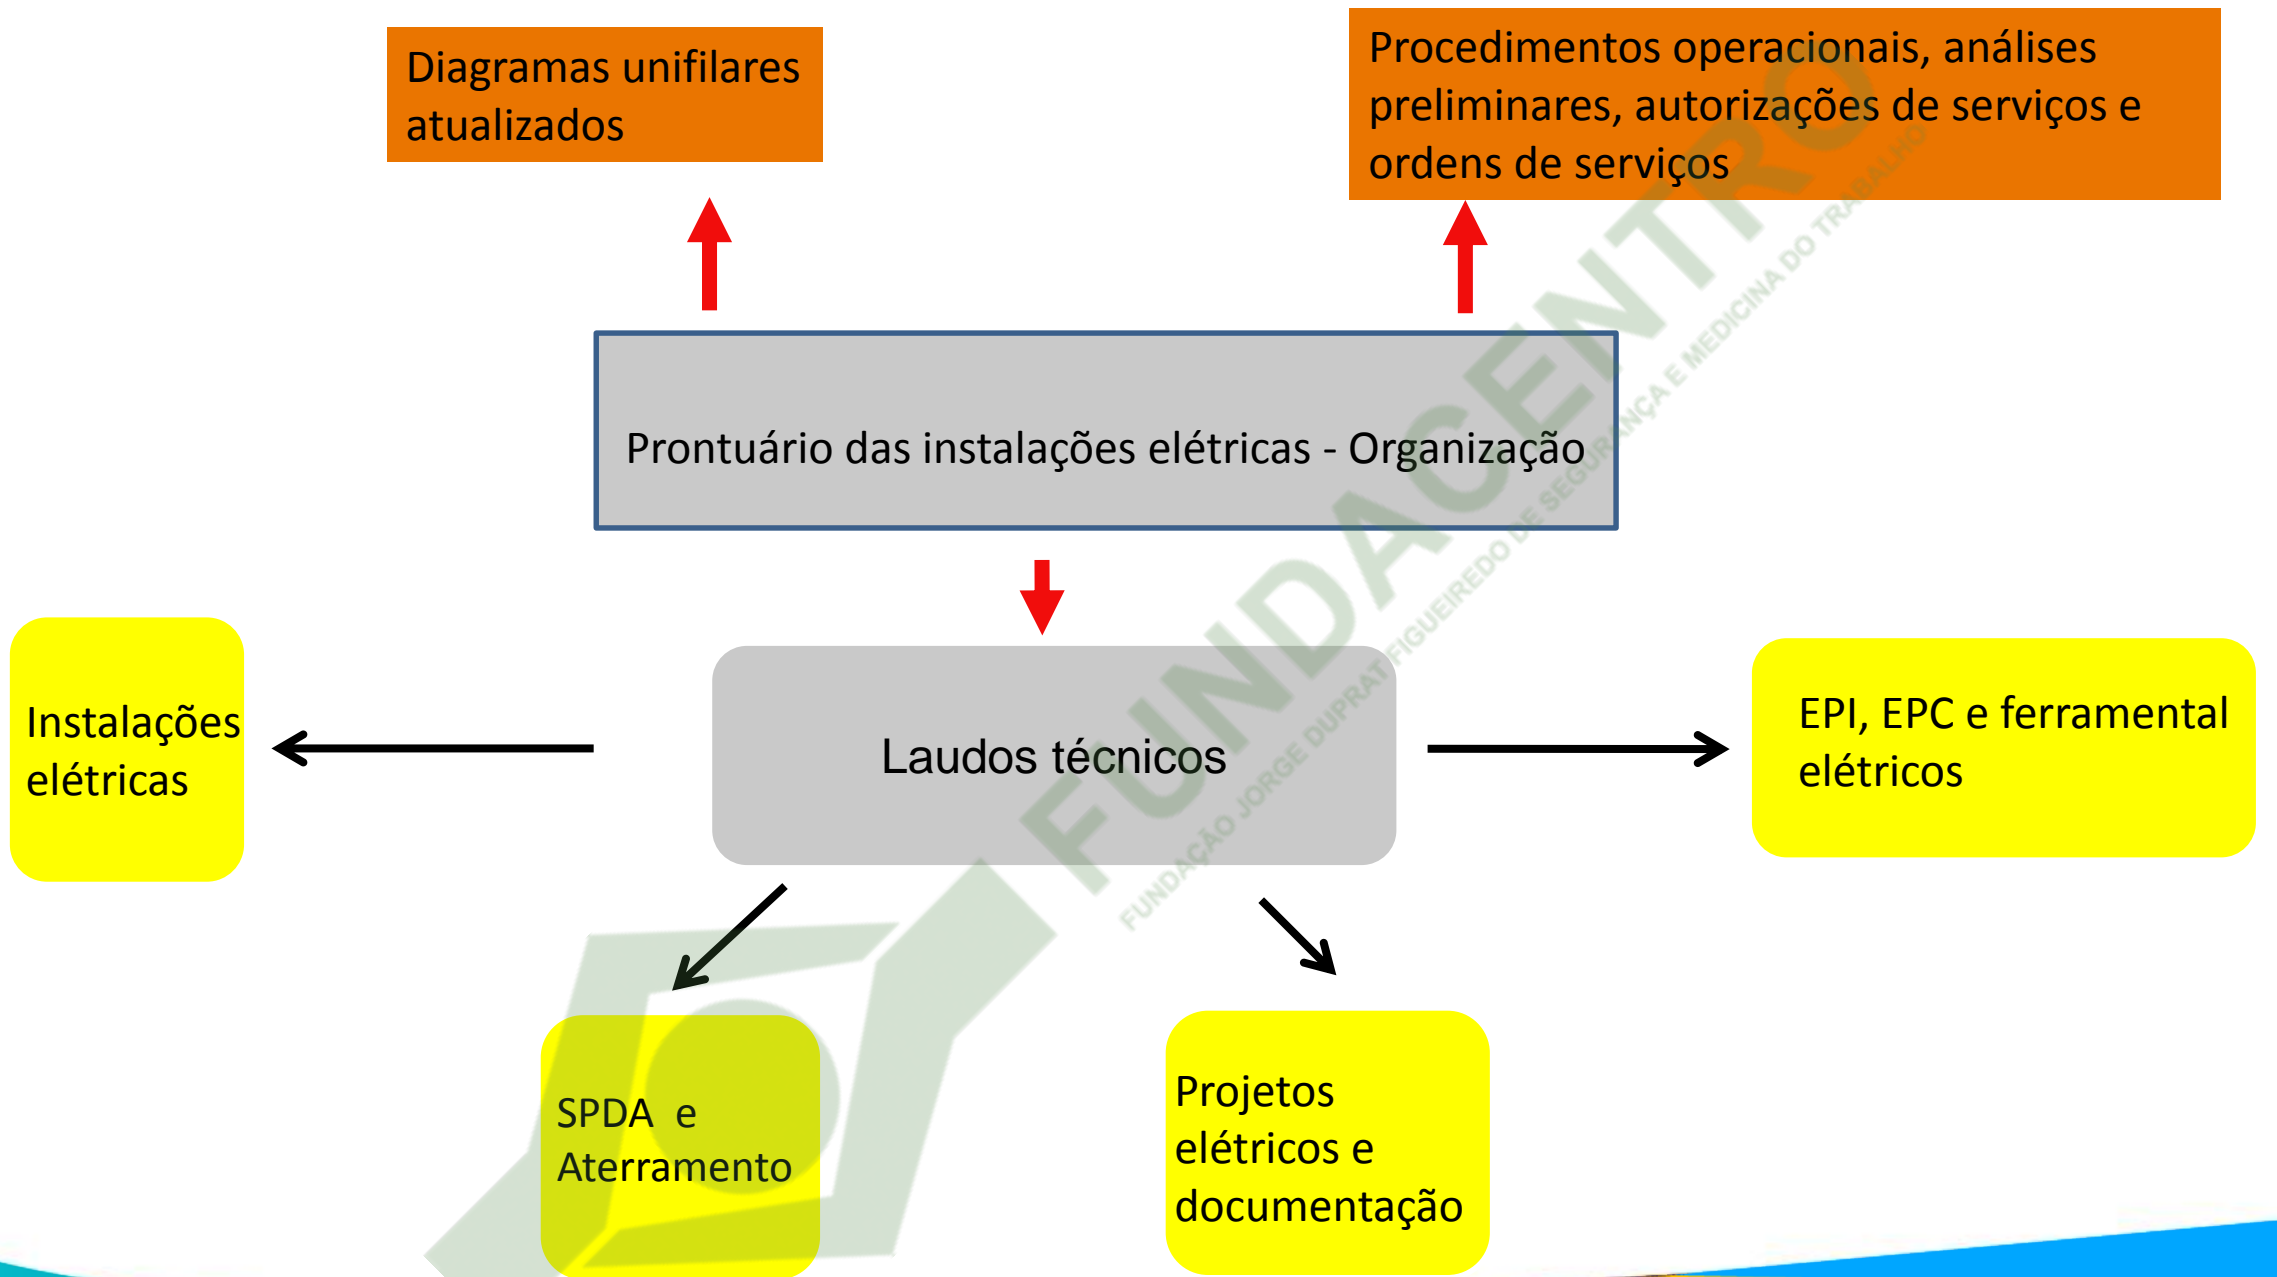 Diagramas unifilares
atualizados
Procedimentos operacionais, análises
preliminares, autorizações de serviços e
ordens de serviços
Prontuário das instalações elétricas - Organização
Instalações
elétricas
Laudos técnicos
EPI, EPC e ferramental
elétricos
SPDA e
Aterramento
Projetos
elétricos e
documentação
FUNDACENTRO
FUNDAÇÃO JORGE DUPRAT FIGUEIREDO DE SEGURANÇA E MEDICINA DO TRABALHO